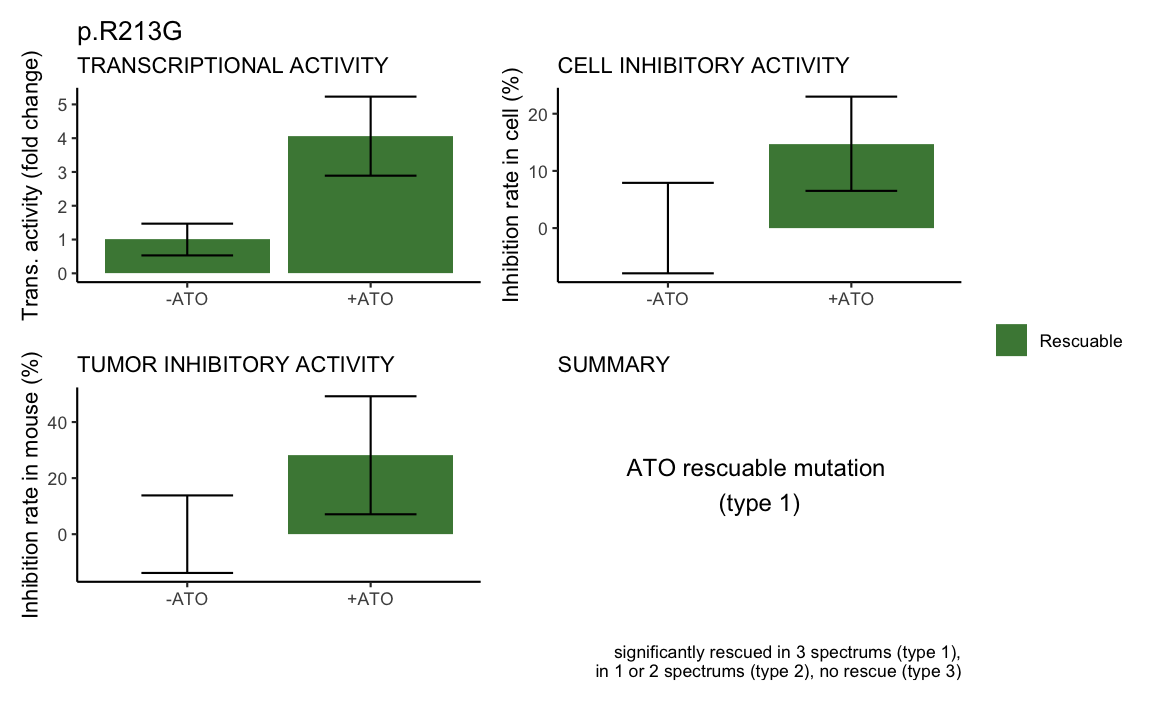 p.R213G
TRANSCRIPTIONAL ACTIVITY
Trans. activity (fold change)
5
4
3
2
1
0
-ATO
+ATO
CELL INHIBITORY ACTIVITY
Inhibition rate in cell (%)
20
10
0
-ATO
+ATO
Rescuable
TUMOR INHIBITORY ACTIVITY
Inhibition rate in mouse (%)
40
20
0
-ATO
+ATO
SUMMARY
ATO rescuable mutation
(type 1)
significantly rescued in 3 spectrums (type 1),
in 1 or 2 spectrums (type 2), no rescue (type 3)